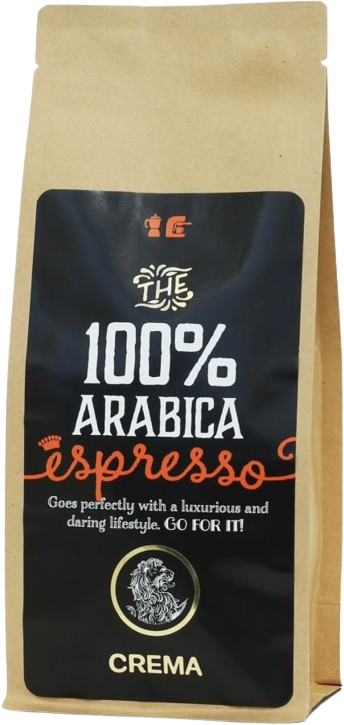 THE
100%
ARABICA
espresso
Goes perfectly with a luxurious and
daring lifestyle. GO FOR IT!
CREMA